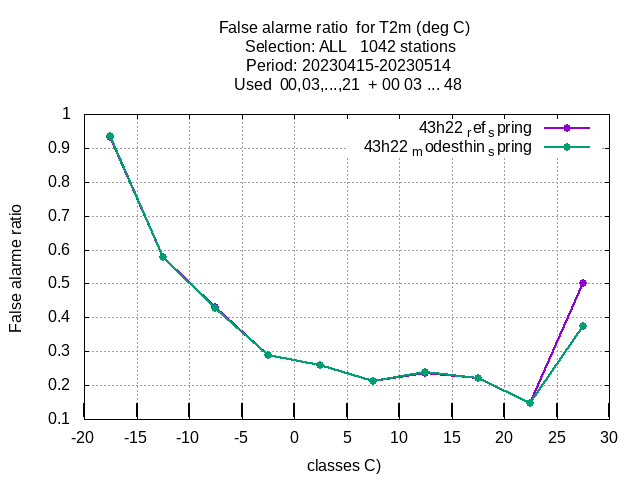 False alarme ratio  for T2m (deg C)
Selection: ALL   1042 stations
Period: 20230415-20230514
Used  00,03,...,21  + 00 03 ... 48
43h22 ref spring
43h22 modesthin spring
1
0.9
0.8
0.7
0.6
0.5
0.4
0.3
0.2
0.1
False alarme ratio
-20 -15 -10 -5 0 5 10 15 20 25 30
classes C)